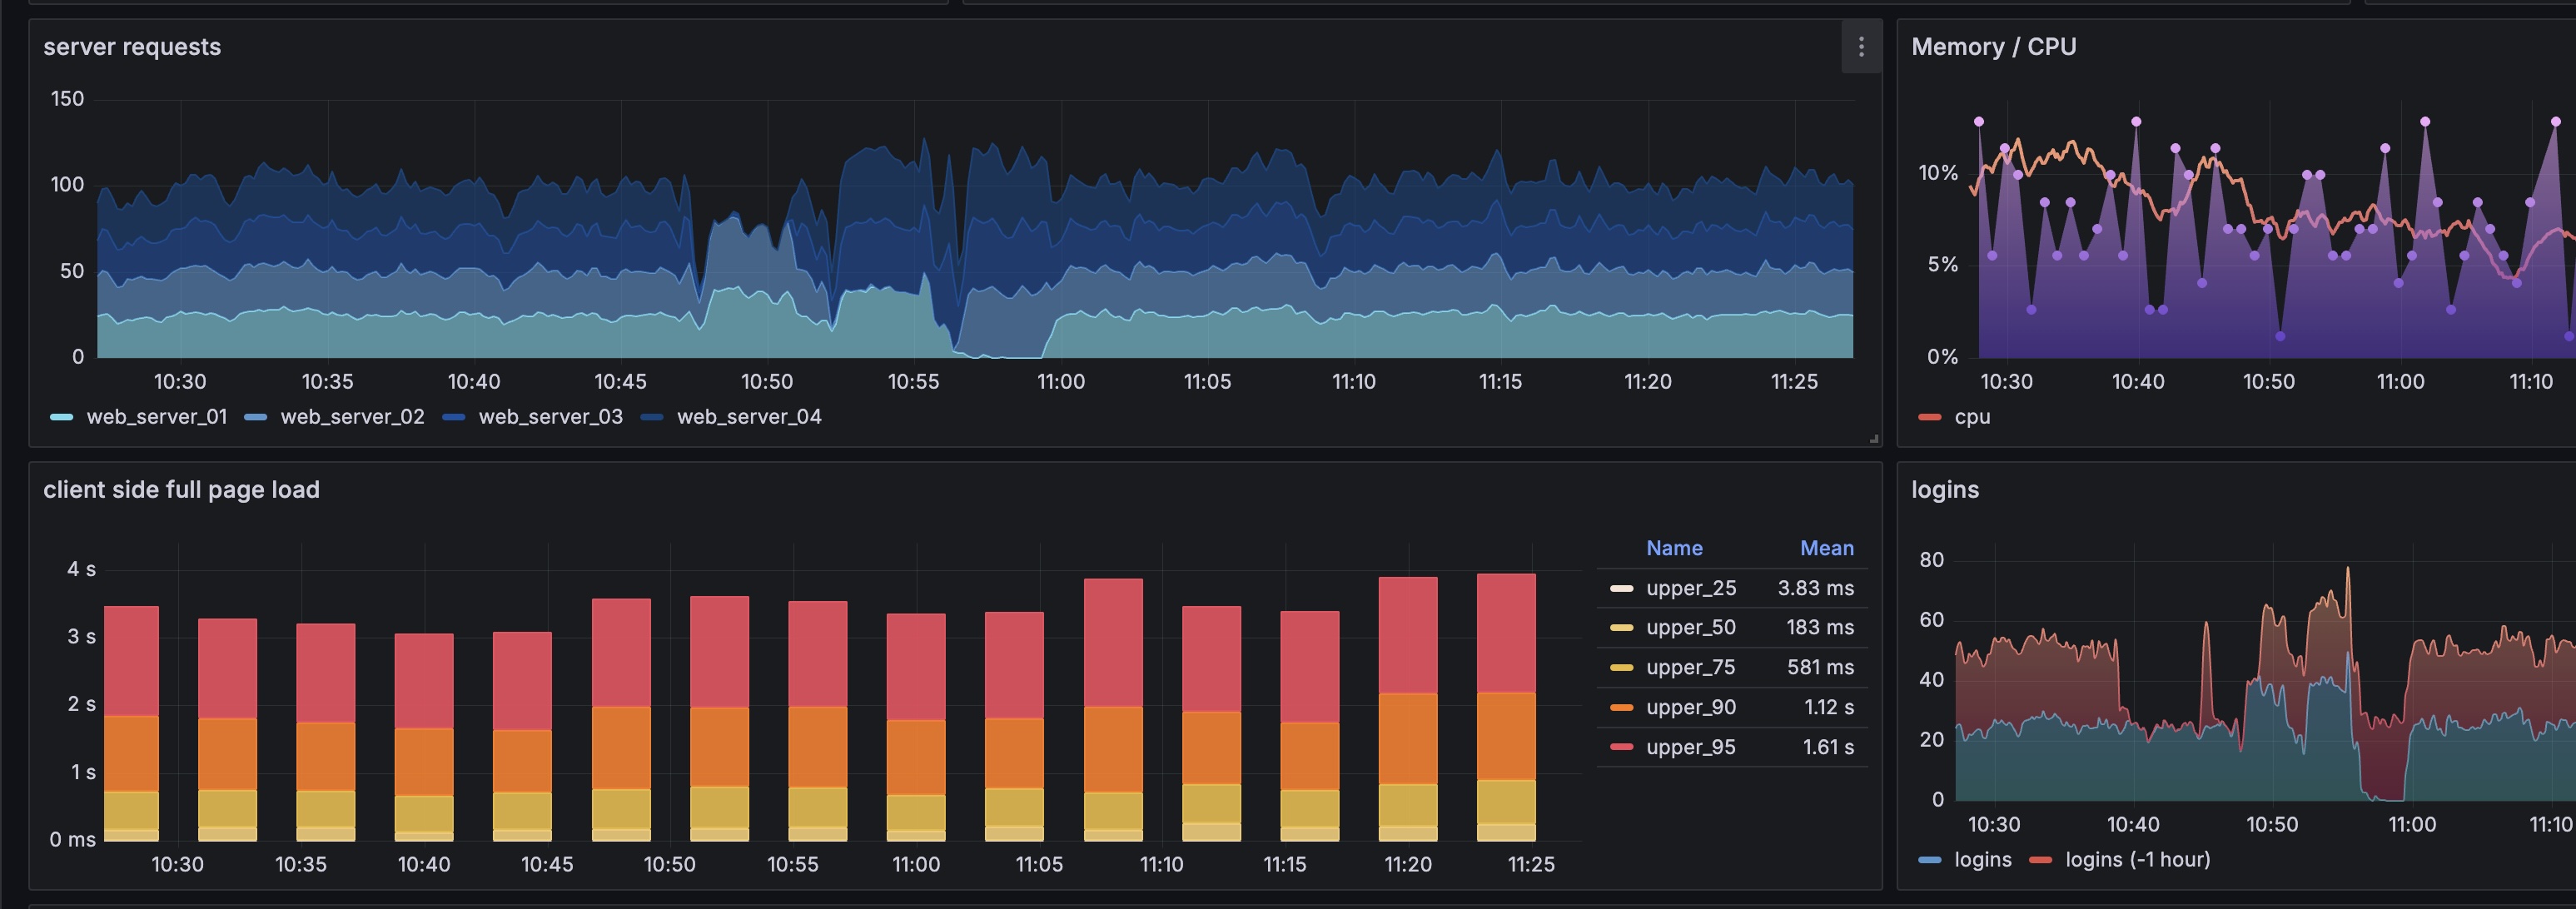 server requests
150
100
50
0
10:30 10:35 10:40 10:45 10:50 10:55 11:00 11:05 11:10 11:15 11:20 11:25
web_server_01 web_server_02 web_server_03 web_server_04
Memory / CPU
10%
5%
0%
10:30 10:40 10:50 11:00 11:10
cpu
client side full page load
4 s
3 s
2 s
1 s
0 ms
10:30 10:35 10:40 10:45 10:50 10:55 11:00 11:05 11:10 11:15 11:20 11:25
Name Mean
upper_25 3.83 ms
upper_50 183 ms
upper_75 581 ms
upper_90 1.12 s
upper_95 1.61 s
logins
80
60
40
20
0
10:30 10:40 10:50 11:00 11:10
logins logins (-1 hour)